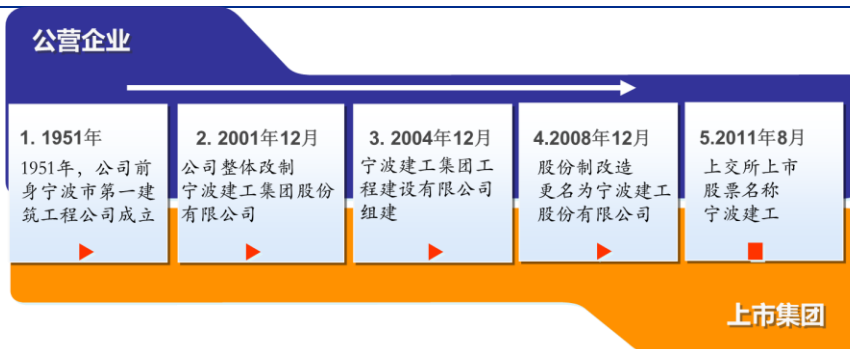 公营企业
1. 1951年
1951年，公司前
身宁波市第一建
筑工程公司成立
2. 2001年12月
公司整体改制
宁波建工集团股份
有限公司
3. 2004年12月
宁波建工集团工
程建设有限公司
组建
4.2008年12月
股份制改造
更名为宁波建工
股份有限公司
5.2011年8月
上交所上市
股票名称
宁波建工
上市集团